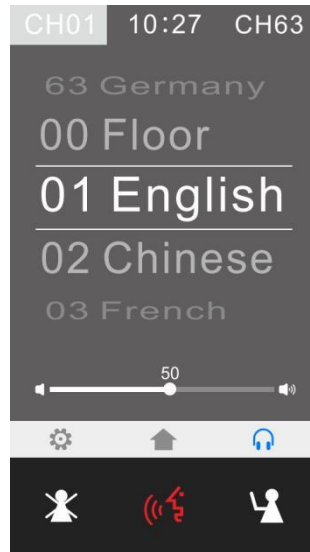 CH01 10:27 CH63
63 Germany
00 Floor
01 English
02 Chinese
03 French
50